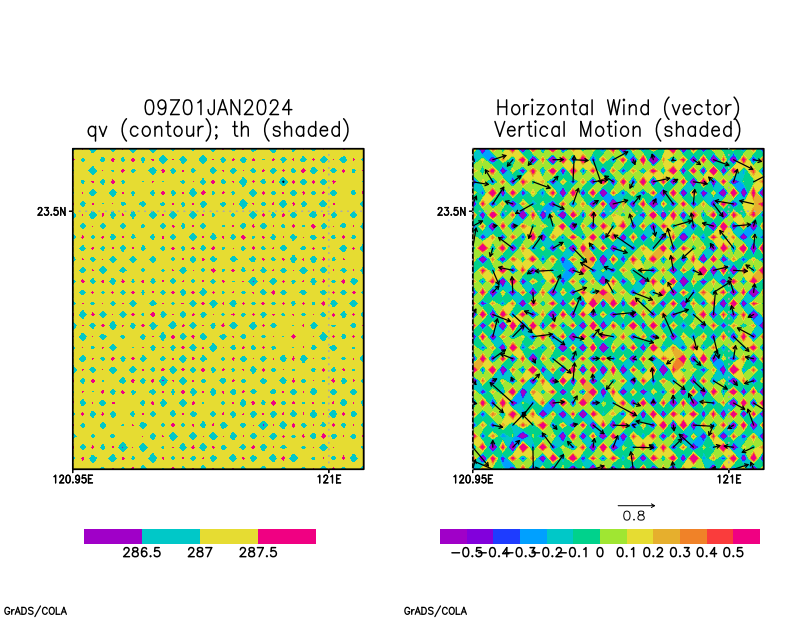 09Z01JAN2024
qv (contour); th (shaded)
23.5N
120.95E 121E
286.5 287 287.5
GrADS/COLA
Horizontal Wind (vector)
Vertical Motion (shaded)
23.5N
120.95E 121E
0.8
-0.5 -0.4 -0.3 -0.2 -0.1 0 0.1 0.2 0.3 0.4 0.5
GrADS/COLA